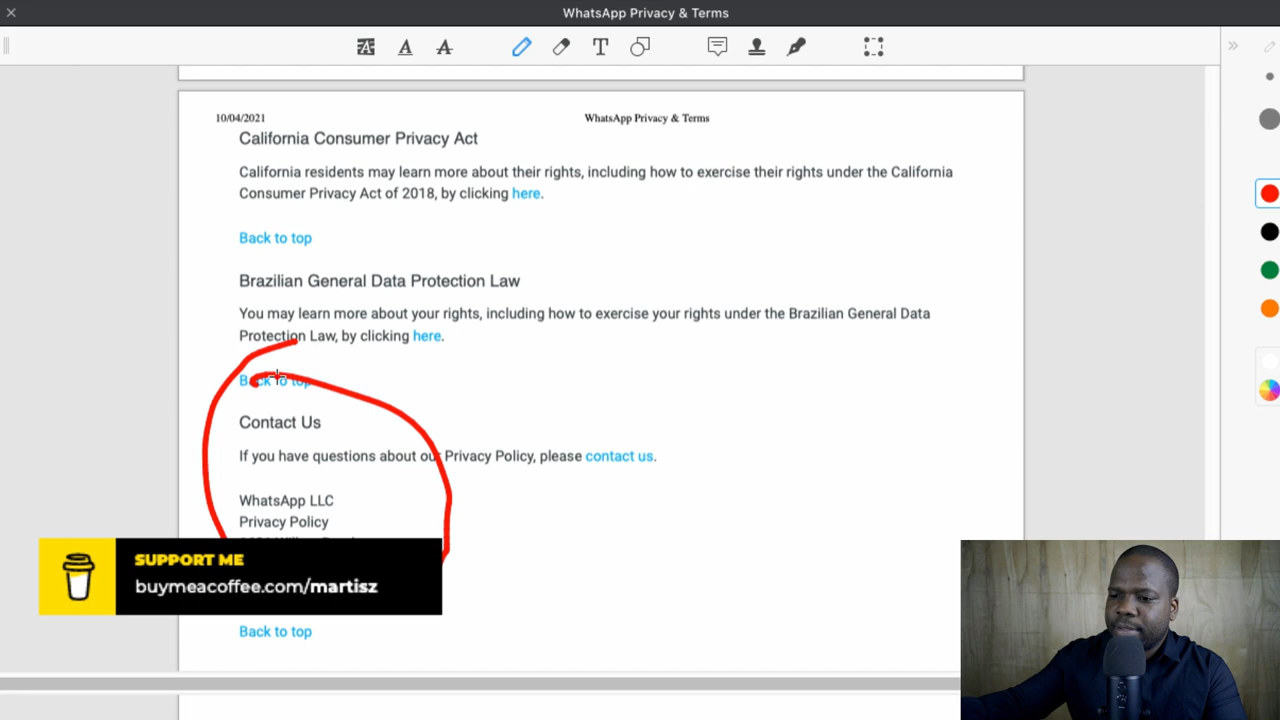 WhatsApp Privacy & Terms
10/04/2021
WhatsApp Privacy & Terms
California Consumer Privacy Act
California residents may learn more about their rights, including how to exercise their rights under the California
Consumer Privacy Act of 2018, by clicking here.
Back to top
Brazilian General Data Protection Law
You may learn more about your rights, including how to exercise your rights under the Brazilian General Data
Protection Law, by clicking here.
Back to top
Contact Us
If you have questions about our Privacy Policy, please contact us.
WhatsApp LLC
Privacy Policy
SUPPORT ME
buymeacoffee.com/martisz
Back to top